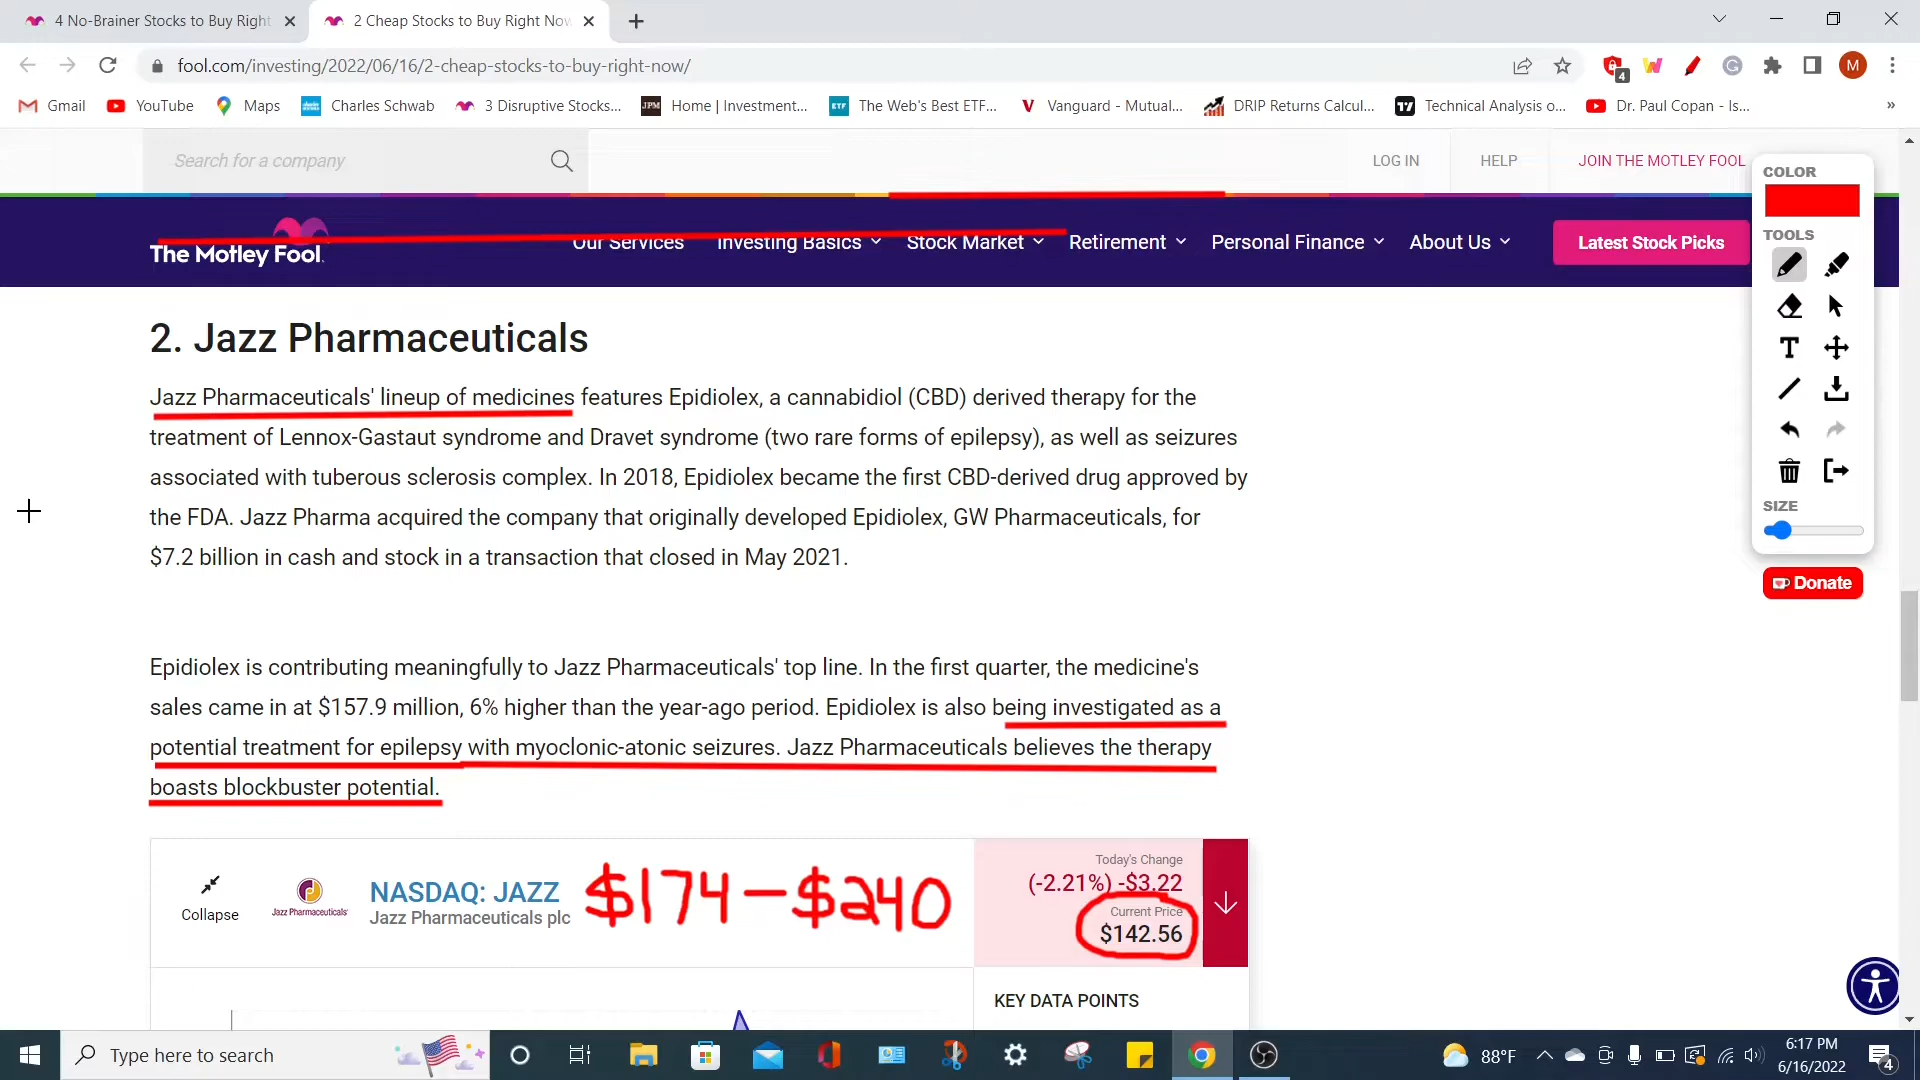 4 No-Brainer Stocks to Buy Right
2 Cheap Stocks to Buy Right Now
fool.com/investing/2022/06/16/2-cheap-stocks-to-buy-right-now/
4
M
Gmail
YouTube
Maps
Charles Schwab
3 Disruptive Stocks...
JPM
Home | Investment...
ETF
The Web's Best ETF...
V
Vanguard - Mutual...
DRIP Returns Calcul...
Technical Analysis o...
Dr. Paul Copan - Is...
»
Search for a company
LOG IN
HELP
JOIN THE MOTLEY FOOL
The Motley Fool
Our Services
Investing Basics
Stock Market
Retirement
Personal Finance
About Us
Latest Stock Picks
COLOR
TOOLS
T
SIZE
Donate
2. Jazz Pharmaceuticals
Jazz Pharmaceuticals' lineup of medicines features Epidiolex, a cannabidiol (CBD) derived therapy for the
treatment of Lennox-Gastaut syndrome and Dravet syndrome (two rare forms of epilepsy), as well as seizures
associated with tuberous sclerosis complex. In 2018, Epidiolex became the first CBD-derived drug approved by
the FDA. Jazz Pharma acquired the company that originally developed Epidiolex, GW Pharmaceuticals, for
$7.2 billion in cash and stock in a transaction that closed in May 2021.
Epidiolex is contributing meaningfully to Jazz Pharmaceuticals' top line. In the first quarter, the medicine's
sales came in at $157.9 million, 6% higher than the year-ago period. Epidiolex is also being investigated as a
potential treatment for epilepsy with myoclonic-atonic seizures. Jazz Pharmaceuticals believes the therapy
boasts blockbuster potential.
Collapse
Jazz Pharmaceuticals
NASDAQ: JAZZ
Jazz Pharmaceuticals plc
$174-$240
Today's Change
(-2.21%) -$3.22
Current Price
$142.56
KEY DATA POINTS
Type here to search
88°F
6:17 PM
6/16/2022
4